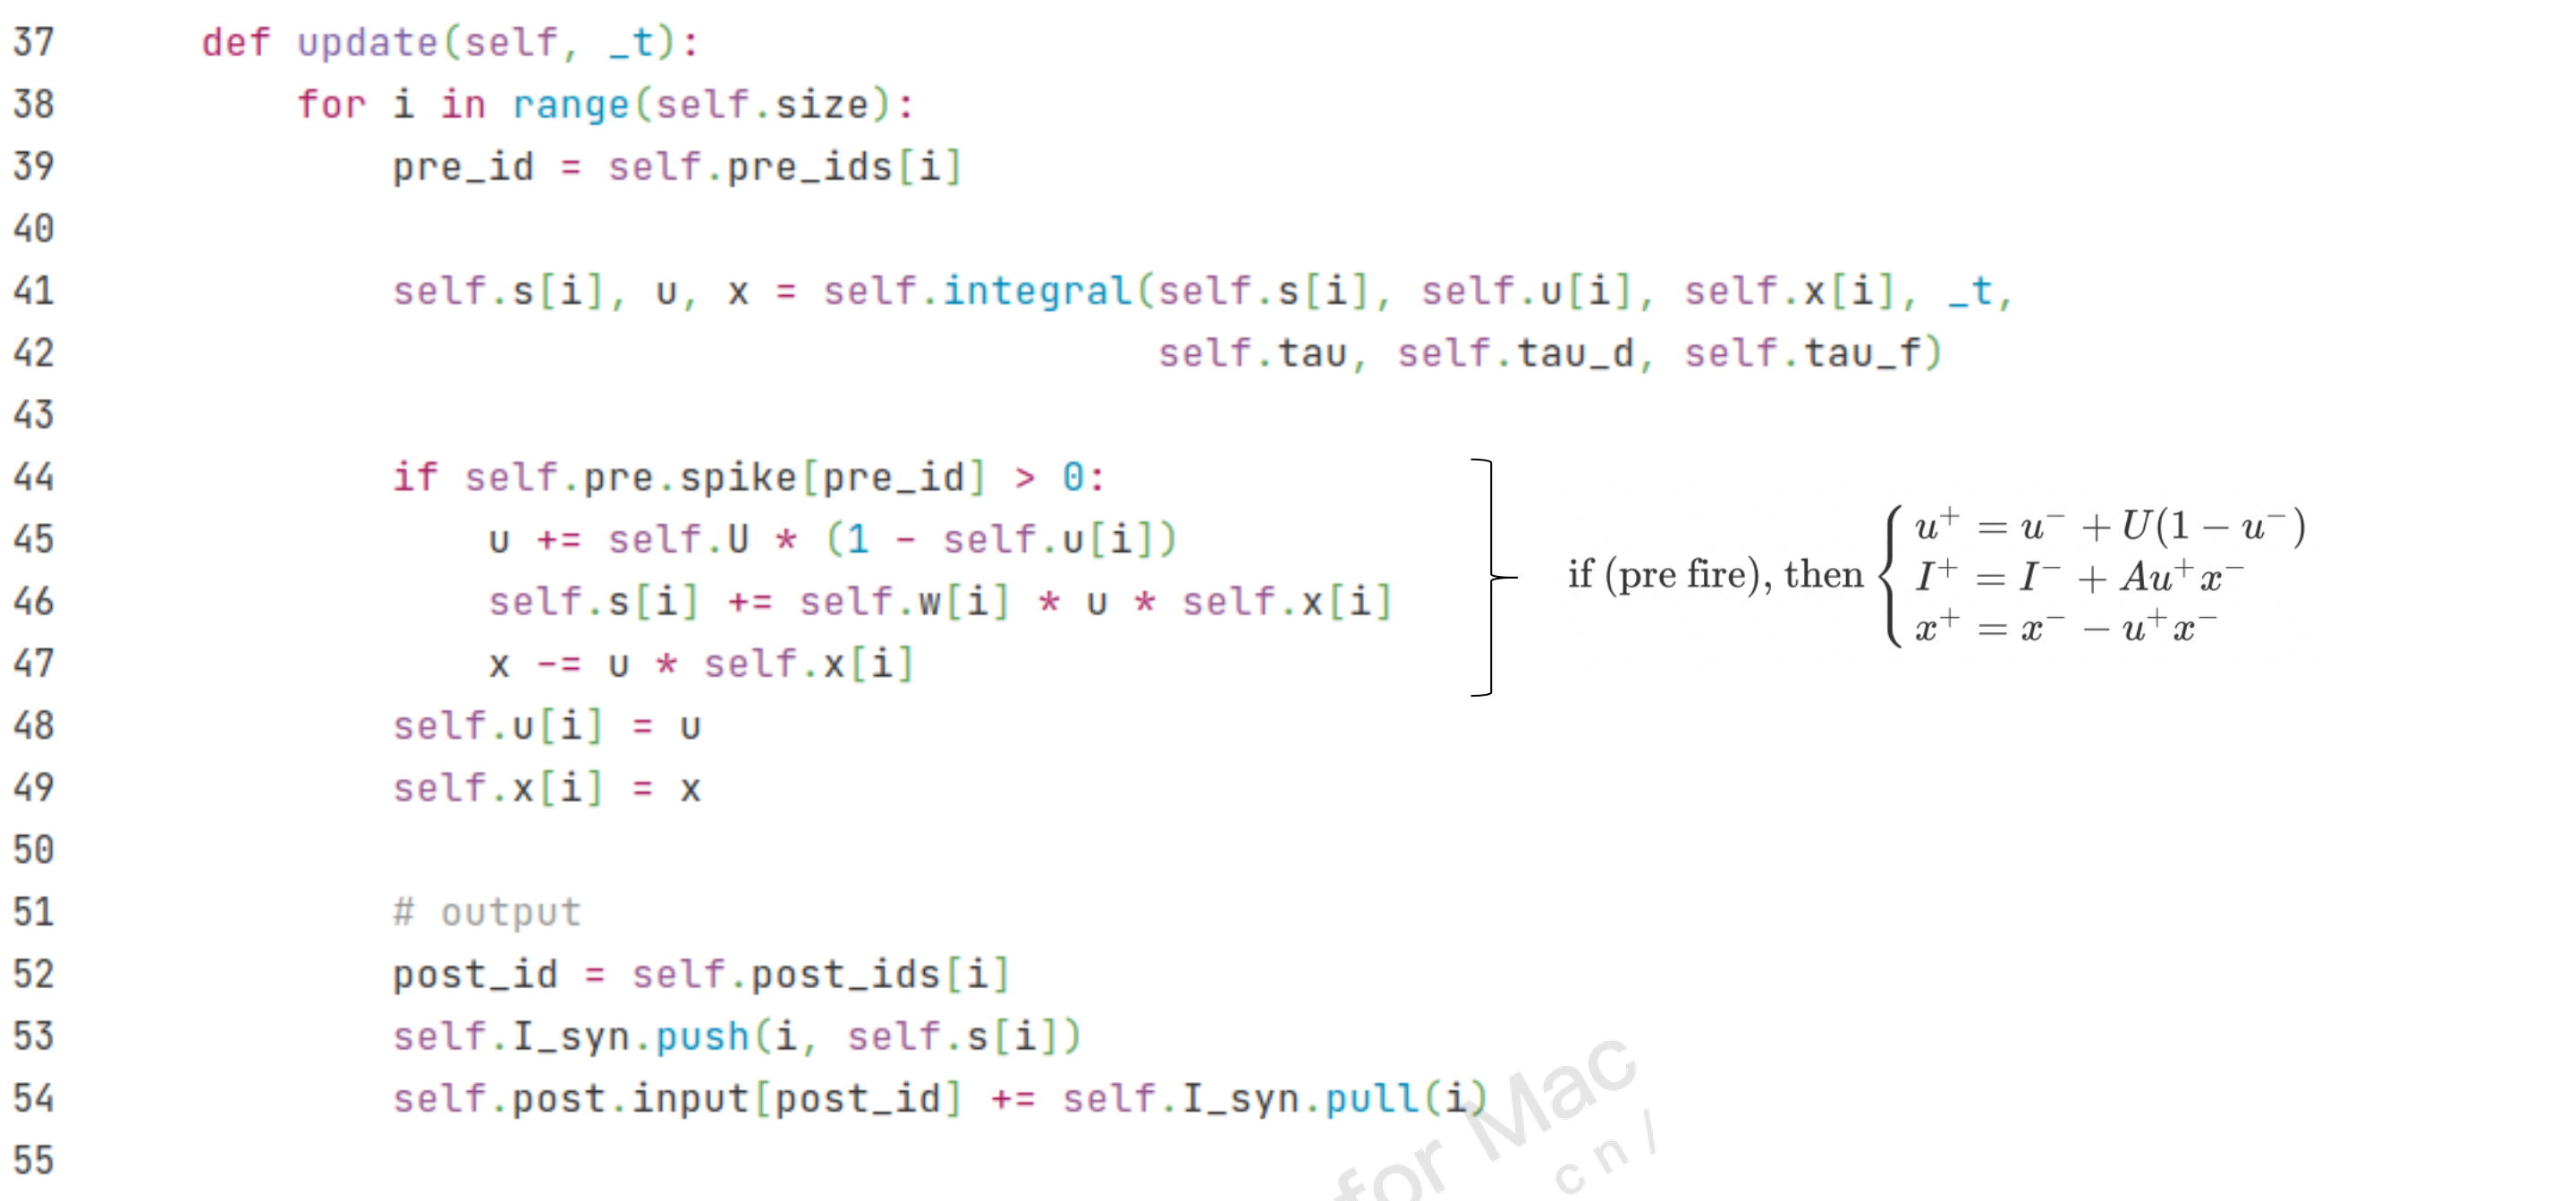 37 def update(self, _t):
38 for i in range(self.size):
39 pre_id = self.pre_ids[i]
40
41 self.s[i], u, x = self.integral(self.s[i], self.u[i], self.x[i], _t,
42 self.tau, self.tau_d, self.tau_f)
43
44 if self.pre.spike[pre_id] > 0:
45 u += self.U * (1 - self.u[i])
46 self.s[i] += self.w[i] * u * self.x[i]
47 x -= u * self.x[i]
48 self.u[i] = u
49 self.x[i] = x
50
51 # output
52 post_id = self.post_ids[i]
53 self.I_syn.push(i, self.s[i])
54 self.post.input[post_id] += self.I_syn.pull(i)
55
if (pre fire), then
u⁺ = u⁻ + U(1 − u⁻)
I⁺ = I⁻ + Au⁺x⁻
x⁺ = x⁻ − u⁺x⁻
for Mac
cn/